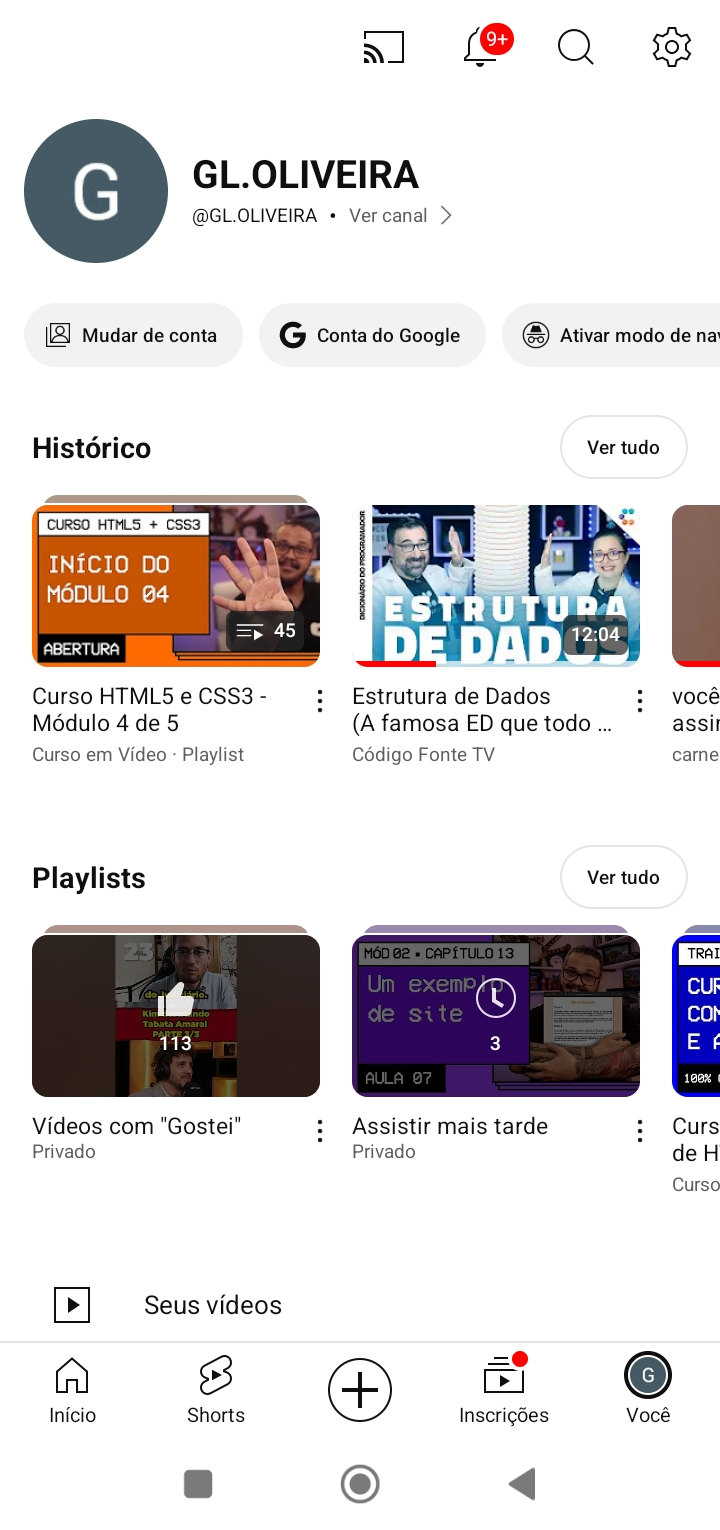 9+
G
GL.OLIVEIRA
@GL.OLIVEIRA • Ver canal
Mudar de conta
G Conta do Google
Ativar modo de nav
Histórico
Ver tudo
CURSO HTML5 + CSS3
INÍCIO DO
MÓDULO 04
45
ABERTURA
Curso HTML5 e CSS3 -
Módulo 4 de 5
Curso em Vídeo · Playlist
DICIONÁRIO DO PROGRAMADOR
ESTRUTURA
DE DADOS
12:04
Estrutura de Dados
(A famosa ED que todo ...
Código Fonte TV
você
assir
carne
Playlists
Ver tudo
23
do Judiciário.
Kim
Tabata Amaral
PARTE 3/3
113
Vídeos com "Gostei"
Privado
MÓD 02 • CAPÍTULO 13
Um exemplo
de site
3
AULA 07
Assistir mais tarde
Privado
TRAI
CUR
COM
E A
100%
Curs
de H
Curso
Seus vídeos
Início
Shorts
Inscrições
G
Você